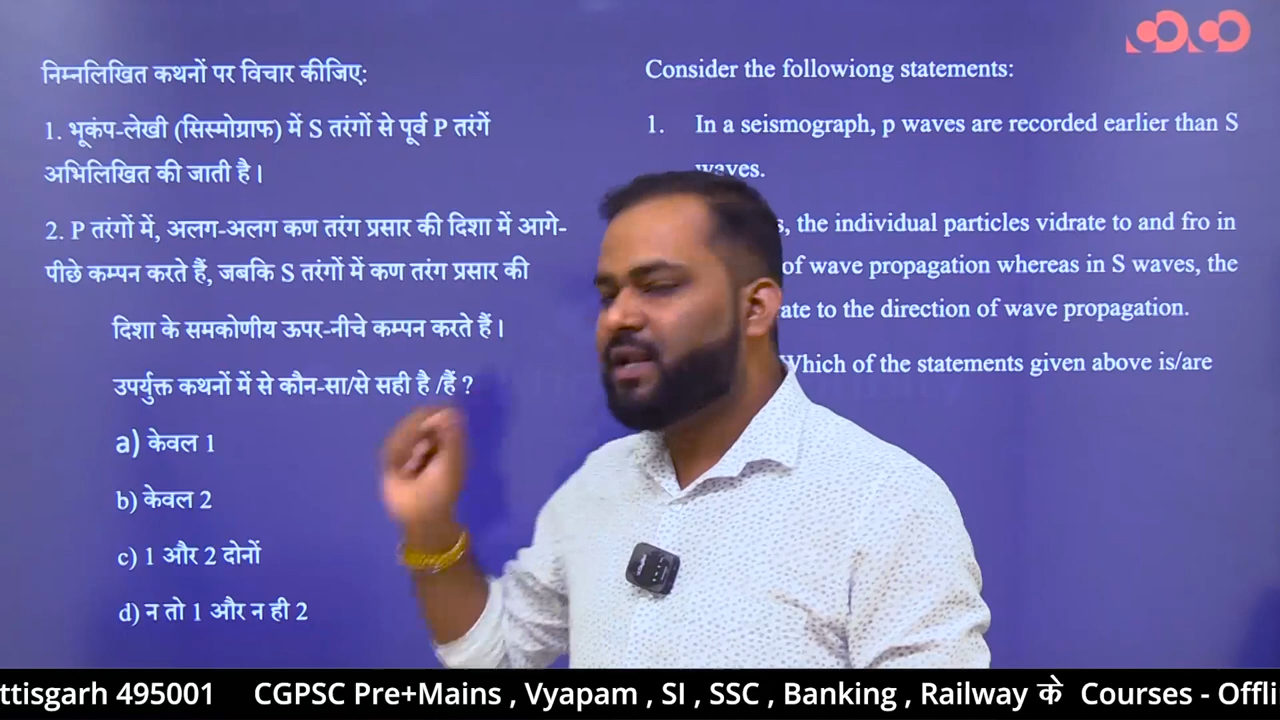 निम्नलिखित कथनों पर विचार कीजिए:
1. भूकंप-लेखी (सिस्मोग्राफ) में S तरंगों से पूर्व P तरंगें
अभिलिखित की जाती है।
2. P तरंगों में, अलग-अलग कण तरंग प्रसार की दिशा में आगे-
पीछे कम्पन करते हैं, जबकि S तरंगों में कण तरंग प्रसार की
दिशा के समकोणीय ऊपर-नीचे कम्पन करते हैं।
उपर्युक्त कथनों में से कौन-सा/से सही है /हैं ?
a) केवल 1
b) केवल 2
c) 1 और 2 दोनों
d) न तो 1 और न ही 2
Consider the followiong statements:
1. In a seismograph, p waves are recorded earlier than S
waves.
the individual particles vidrate to and fro in
of wave propagation whereas in S waves, the
to the direction of wave propagation.
Which of the statements given above is/are
495001 CGPSC Pre+Mains , Vyapam , SI , SSC , Banking , Railway के Courses -